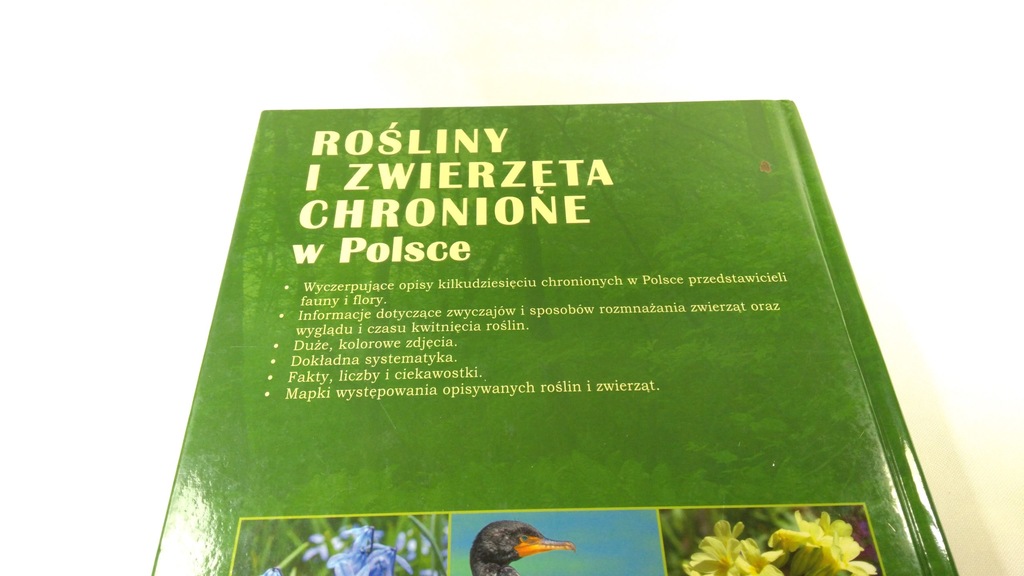 ROŚLINY
I ZWIERZĘTA
CHRONIONE
w Polsce
• Wyczerpujące opisy kilkudziesięciu chronionych w Polsce przedstawicieli
fauny i flory.
• Informacje dotyczące zwyczajów i sposobów rozmnażania zwierząt oraz
wyglądu i czasu kwitnięcia roślin.
• Duże, kolorowe zdjęcia.
• Dokładna systematyka.
• Fakty, liczby i ciekawostki.
• Mapki występowania opisywanych roślin i zwierząt.